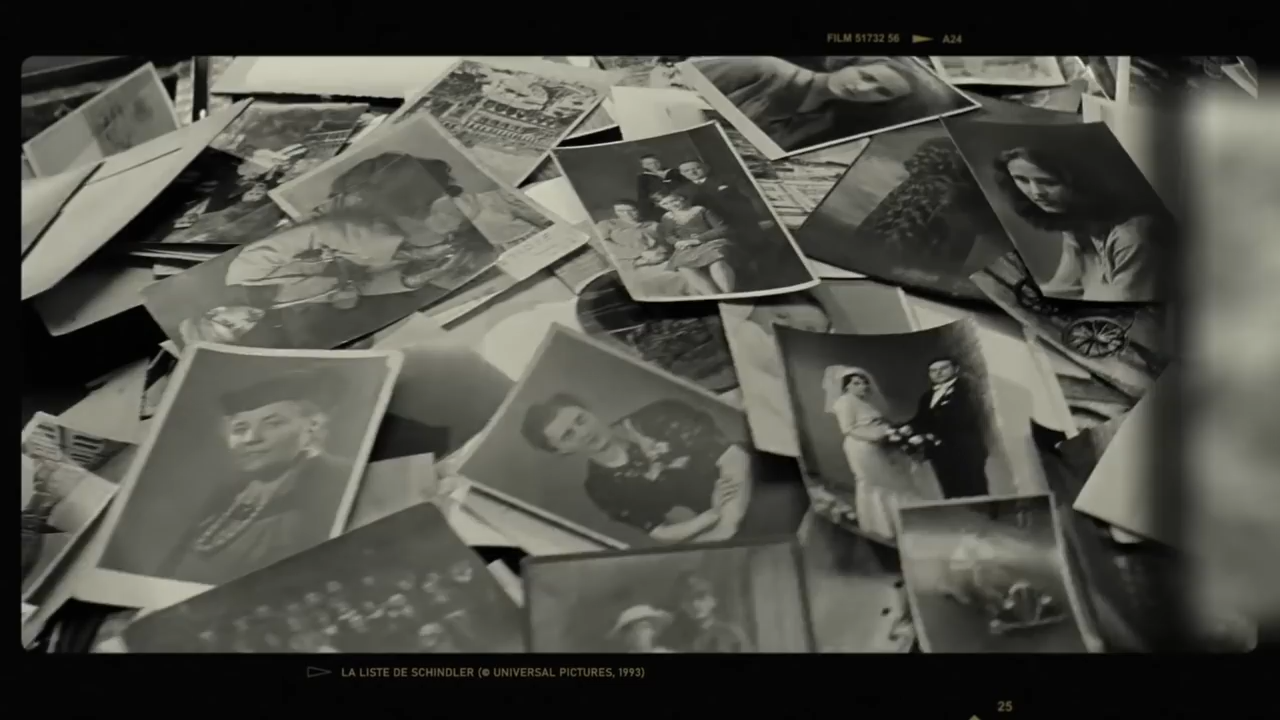 FILM 51732 56 A24
LA LISTE DE SCHINDLER (© UNIVERSAL PICTURES, 1993)
25